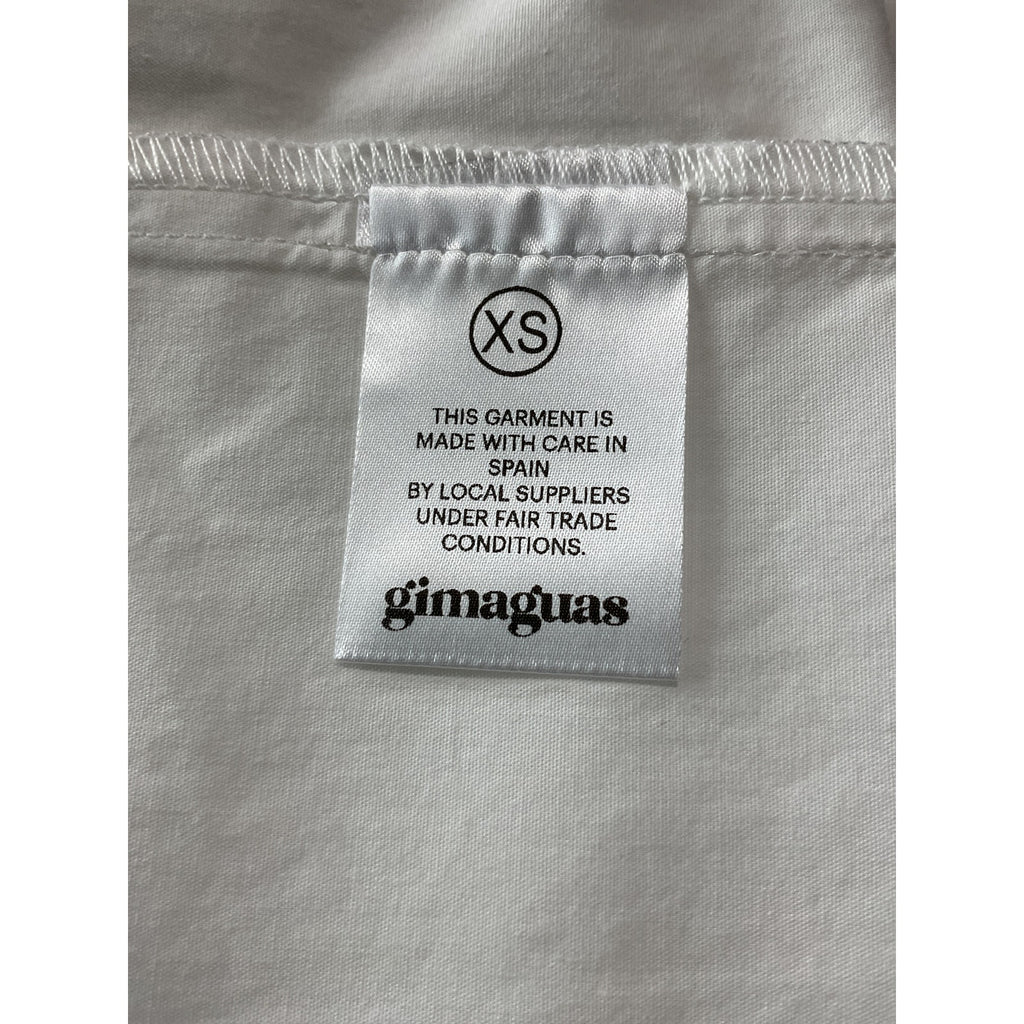 XS
THIS GARMENT IS
MADE WITH CARE IN
SPAIN
BY LOCAL SUPPLIERS
UNDER FAIR TRADE
CONDITIONS.
gimaguas